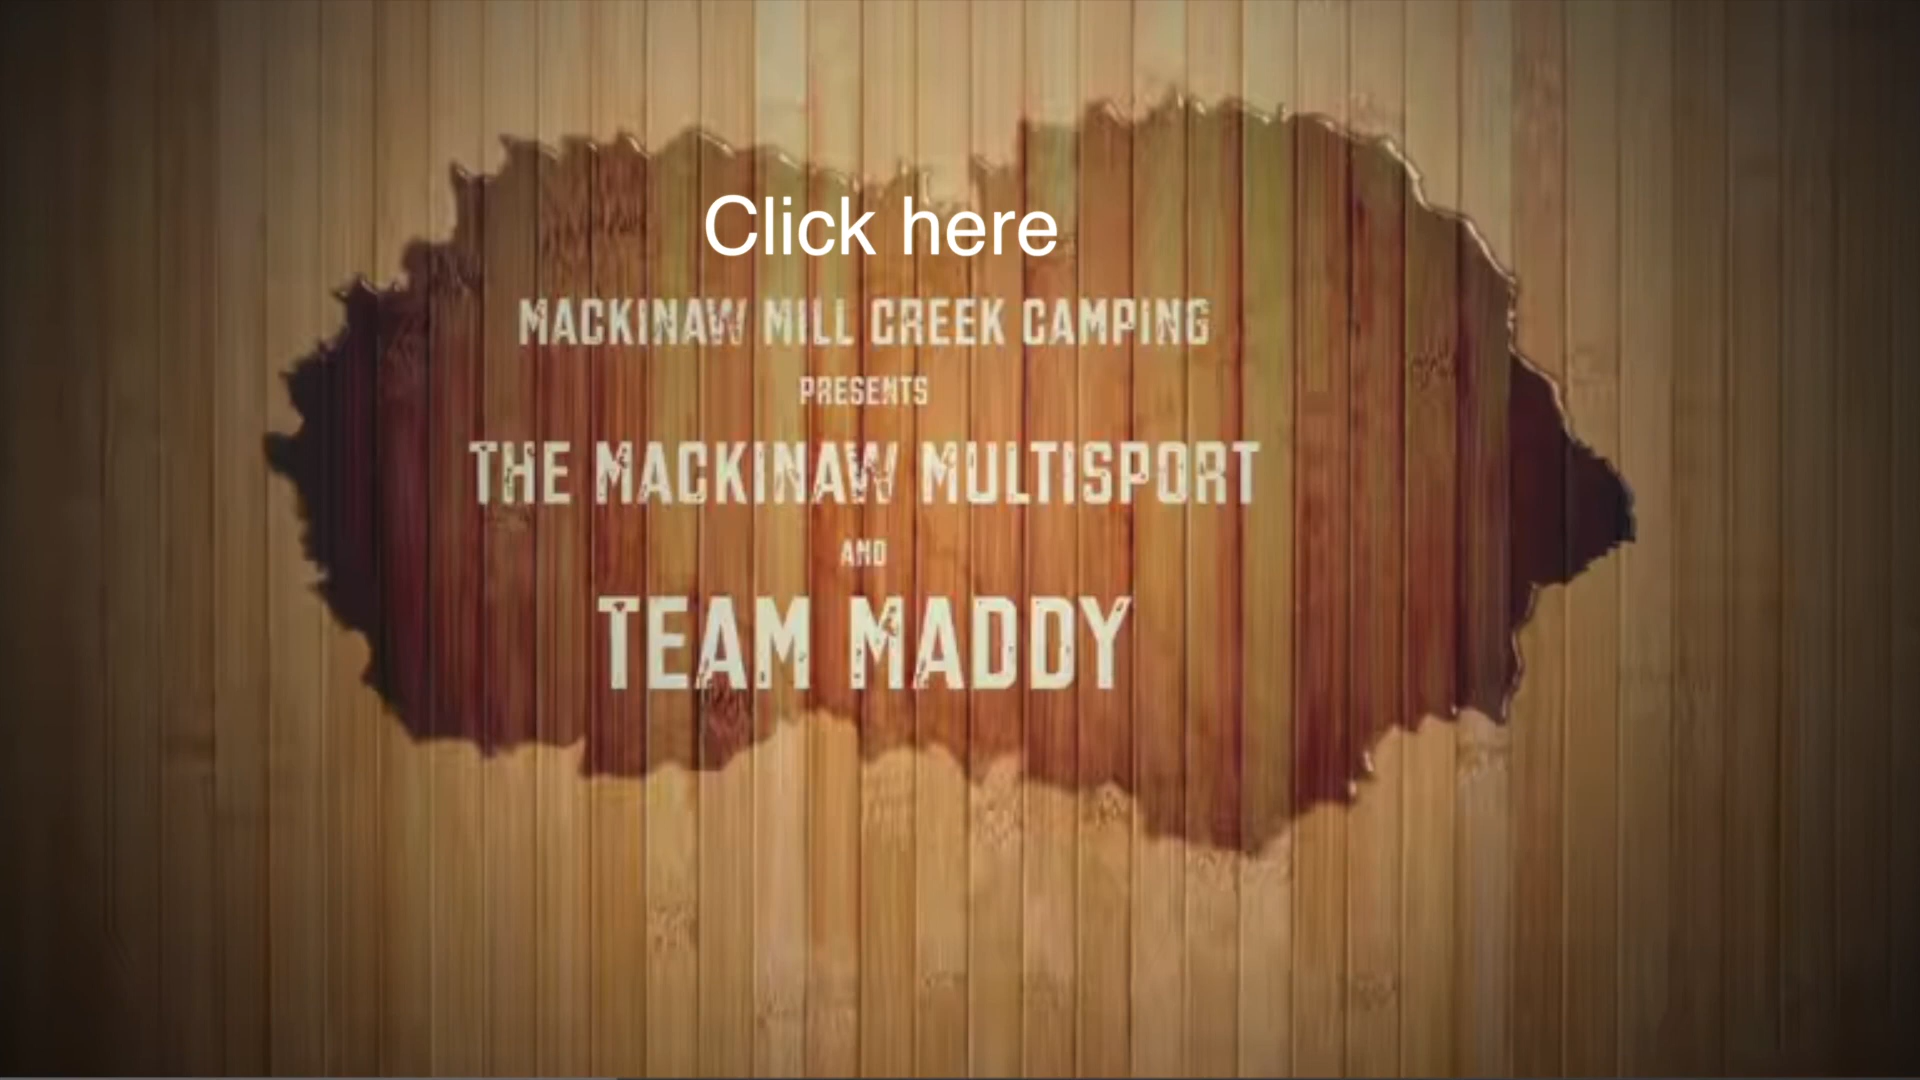 Click here
MACKINAW MILL CREEK CAMPING
PRESENTS
THE MACKINAW MULTISPORT
AND
TEAM MADDY